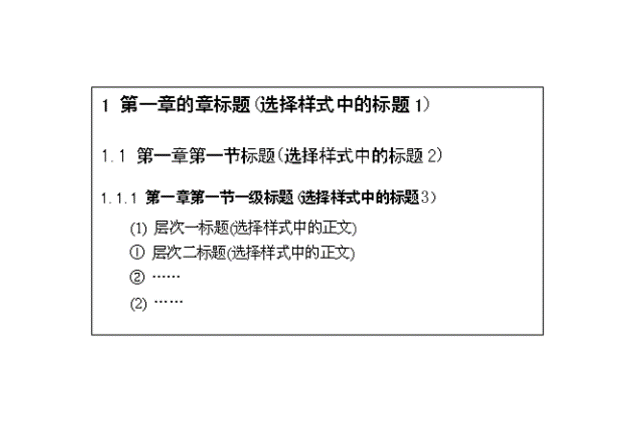 1 第一章的章标题(选择样式中的标题1)
1.1 第一章第一节标题(选择样式中的标题2)
1.1.1 第一章第一节一级标题(选择样式中的标题3)
(1) 层次一标题(选择样式中的正文)
① 层次二标题(选择样式中的正文)
② ……
(2) ……